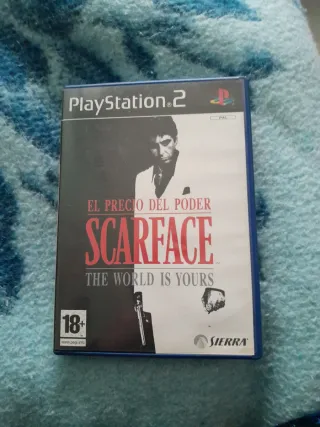 PlayStation®2
EL PRECIO DEL PODER
SCARFACE
THE WORLD IS YOURS
18+
SIERRA